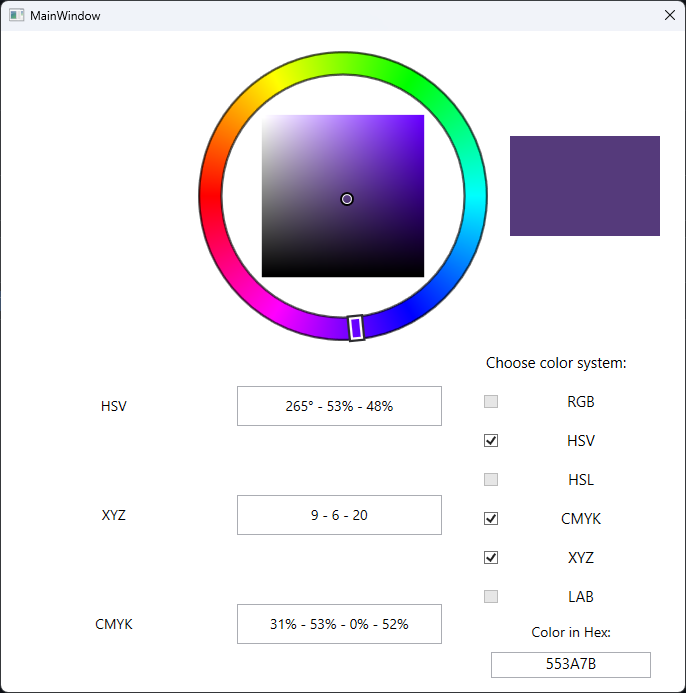 MainWindow
Choose color system:
RGB
HSV
HSL
CMYK
XYZ
LAB
HSV
265° - 53% - 48%
XYZ
9 - 6 - 20
CMYK
31% - 53% - 0% - 52%
Color in Hex:
553A7B